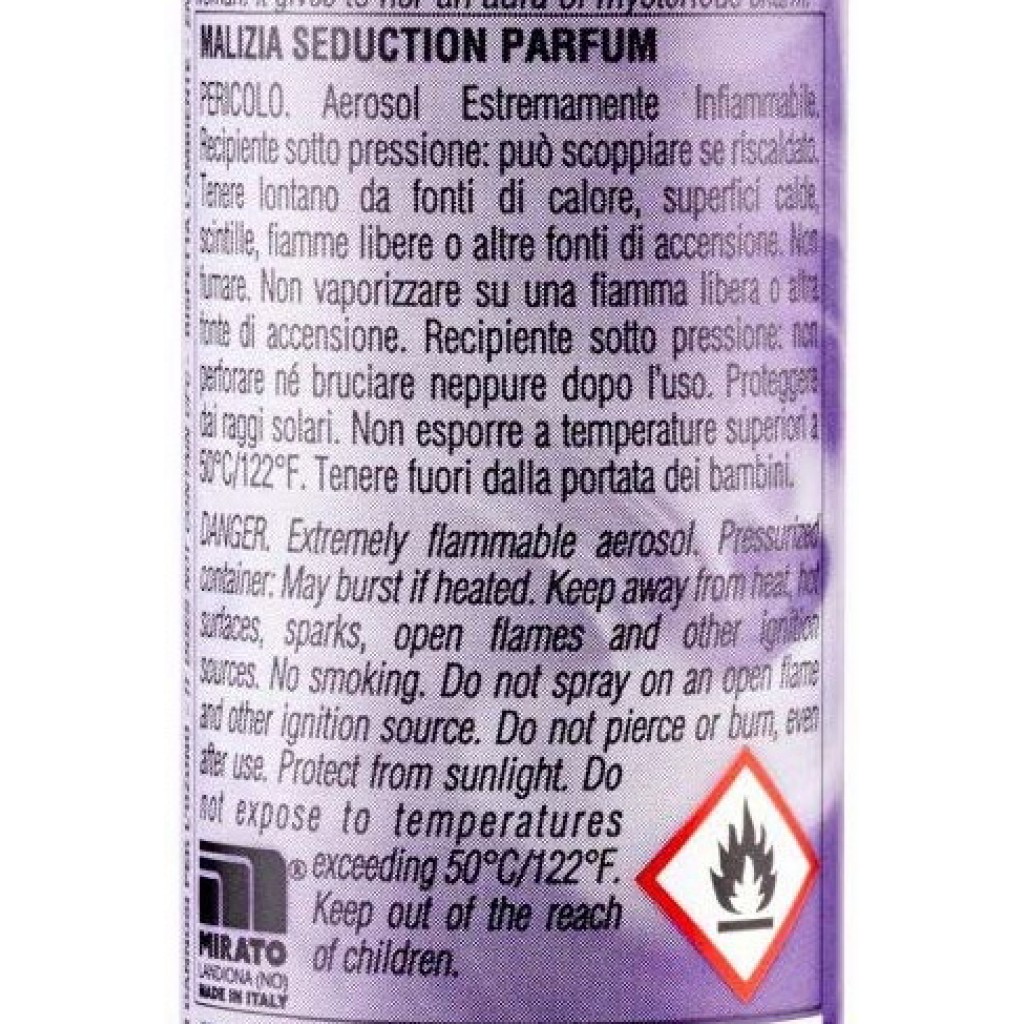 MALIZIA SEDUCTION PARFUM
PERICOLO. Aerosol Estremamente Infiammabile.
Recipiente sotto pressione: può scoppiare se riscaldato.
Tenere lontano da fonti di calore, superfici calde,
scintille, fiamme libere o altre fonti di accensione. Non
fumare. Non vaporizzare su una fiamma libera o altra
fonte di accensione. Recipiente sotto pressione: non
perforare né bruciare neppure dopo l'uso. Proteggere
dai raggi solari. Non esporre a temperature superiori a
50°C/122°F. Tenere fuori dalla portata dei bambini.
DANGER. Extremely flammable aerosol. Pressurized
container: May burst if heated. Keep away from heat, hot
surfaces, sparks, open flames and other ignition
sources. No smoking. Do not spray on an open flame
and other ignition source. Do not pierce or burn, even
after use. Protect from sunlight. Do
not expose to temperatures
exceeding 50°C/122°F.
Keep out of the reach
of children.
®
MIRATO
LANDIONA (NO)
MADE IN ITALY